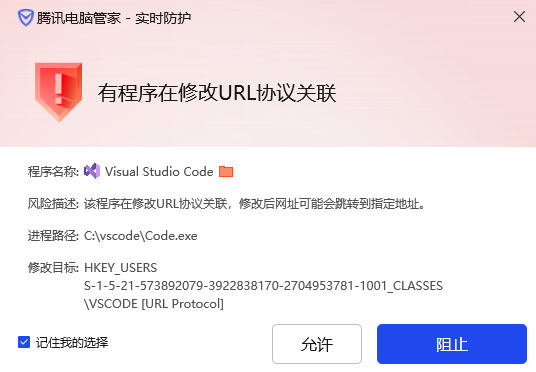 腾讯电脑管家 - 实时防护
有程序在修改URL协议关联
程序名称: Visual Studio Code
风险描述: 该程序在修改URL协议关联，修改后网址可能会跳转到指定地址。
进程路径: C:\vscode\Code.exe
修改目标: HKEY_USERS
S-1-5-21-573892079-3922838170-2704953781-1001_CLASSES
\VSCODE [URL Protocol]
记住我的选择
允许
阻止